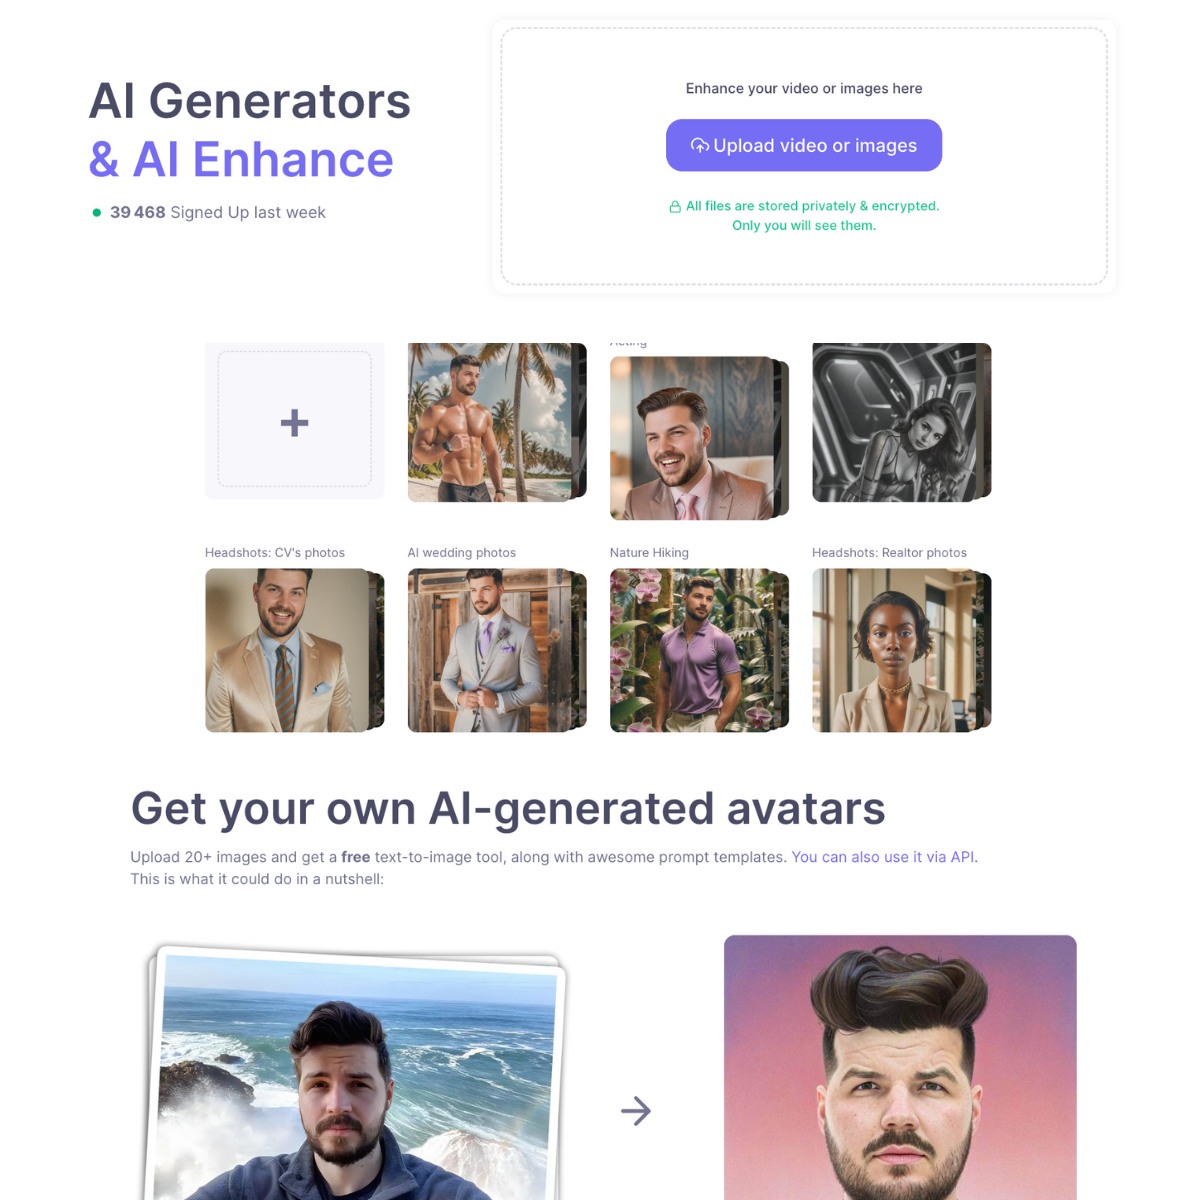 AI Generators
& AI Enhance
39 468 Signed Up last week
Enhance your video or images here
Upload video or images
All files are stored privately & encrypted.
Only you will see them.
Acting
Headshots: CV's photos
AI wedding photos
Nature Hiking
Headshots: Realtor photos
Get your own AI-generated avatars
Upload 20+ images and get a free text-to-image tool, along with awesome prompt templates. You can also use it via API.
This is what it could do in a nutshell: